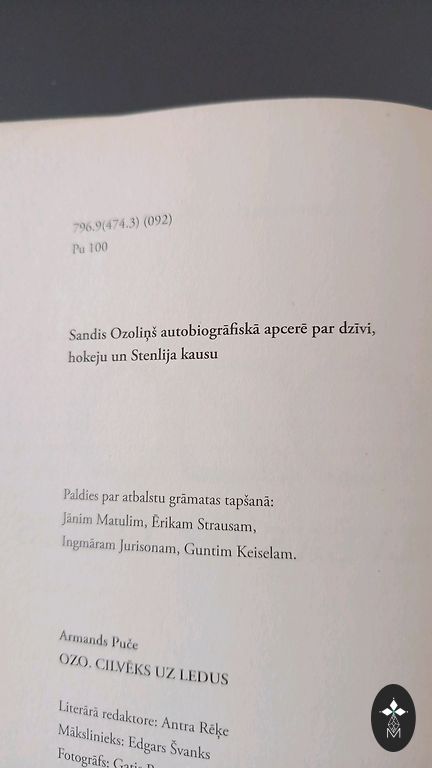 796.9(474.3) (092)
Pu 100
Sandis Ozoliņš autobiogrāfiskā apcerē par dzīvi,
hokeju un Stenlija kausu
Paldies par atbalstu grāmatas tapšanā:
Jānim Matulim, Ērikam Strausam,
Ingmāram Jurisonam, Guntim Keiselam.
Armands Puče
OZO. CILVĒKS UZ LEDUS
Literārā redaktore: Antra Rēķe
Mākslinieks: Edgars Švanks
Fotogrāfs: